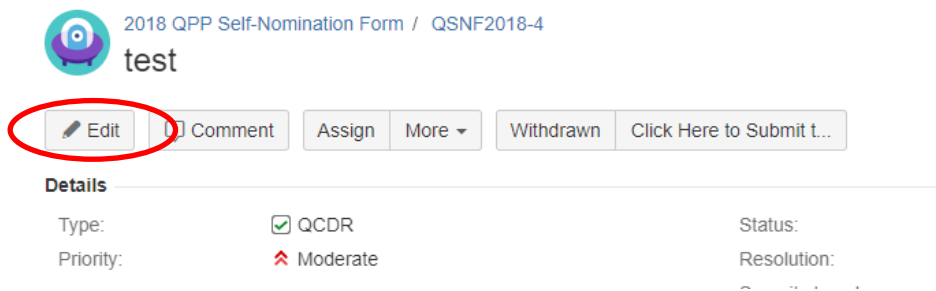 2018 QPP Self-Nomination Form / QSNF2018-4
test
Edit Comment Assign More Withdrawn Click Here to Submit t...
Details
Type: QCDR Status:
Priority: Moderate Resolution: